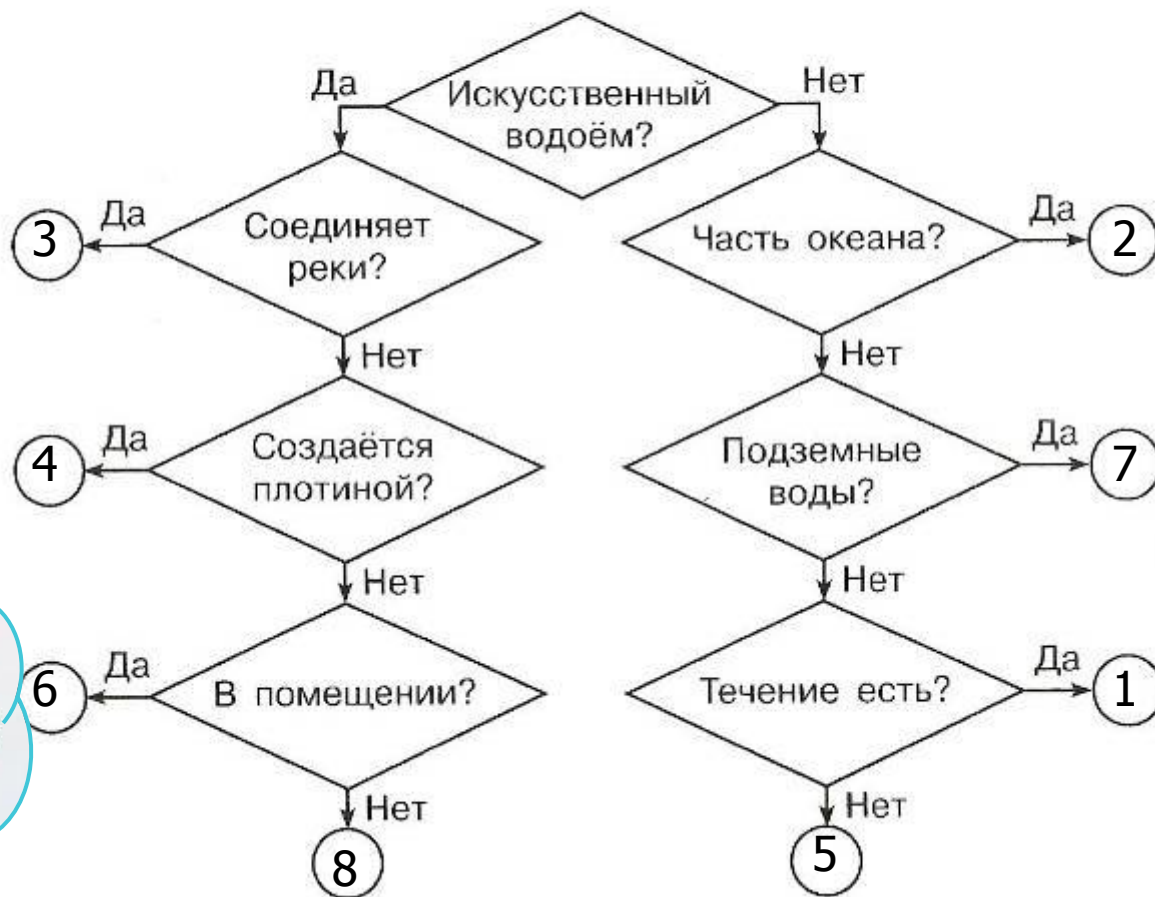 Искусственный
водоём?
Да
Нет
Соединяет
реки?
Да
3
Часть океана?
Да
2
Нет
Нет
Создаётся
плотиной?
Да
4
Подземные
воды?
Да
7
Нет
Нет
В помещении?
Да
6
Течение есть?
Да
1
Нет
8
Нет
5